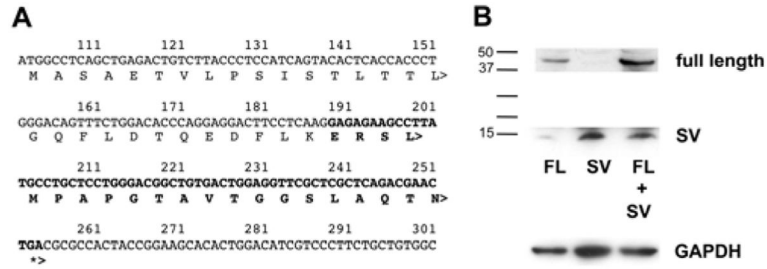 A
111 121 131 141 151
ATGGCCTCAGCTGAGACTGTCTTACCCTCCATCAGTACACTCACCACCCT
M A S A E T V L P S I S T L T T L>
161 171 181 191 201
GGGACAGTTTCTGGACACCCAGGAGGACTTCCTCAAGGAGAGAAGCCTTA
G Q F L D T Q E D F L K E R S L>
211 221 231 241 251
TGCCTGCTCCTGGGACGGCTGTGACTGGAGGTTCGCTCGCTCAGACGAAC
M P A P G T A V T G G S L A Q T N>
261 271 281 291 301
TGACGCGCCACTACCGGAAGCACACTGGACATCGTCCCTTCTGCTGTGGC
*>
B
50
37
15
full length
SV
FL SV FL
+
SV
GAPDH